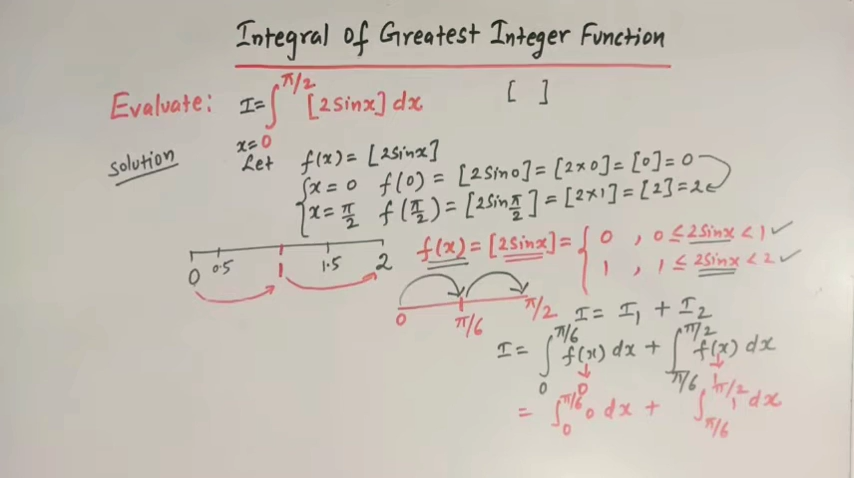 Integral of Greatest Integer Function
Evaluate: I = ∫_{x=0}^{π/2} [2sinx] dx [ ]
Solution
Let f(x) = [2sinx]
{x = 0 f(0) = [2sin0] = [2×0] = [0] = 0
{x = π/2 f(π/2) = [2sin π/2] = [2×1] = [2] = 2
0 0.5 1 1.5 2
f(x) = [2sinx] = { 0 , 0 ≤ 2sinx < 1 ✓
1 , 1 ≤ 2sinx < 2 ✓
0 π/6 π/2
I = I₁ + I₂
I = ∫_0^{π/6} f(x) dx + ∫_{π/6}^{π/2} f(x) dx
0 1
= ∫_0^{π/6} 0 dx + ∫_{π/6}^{π/2} 1 dx